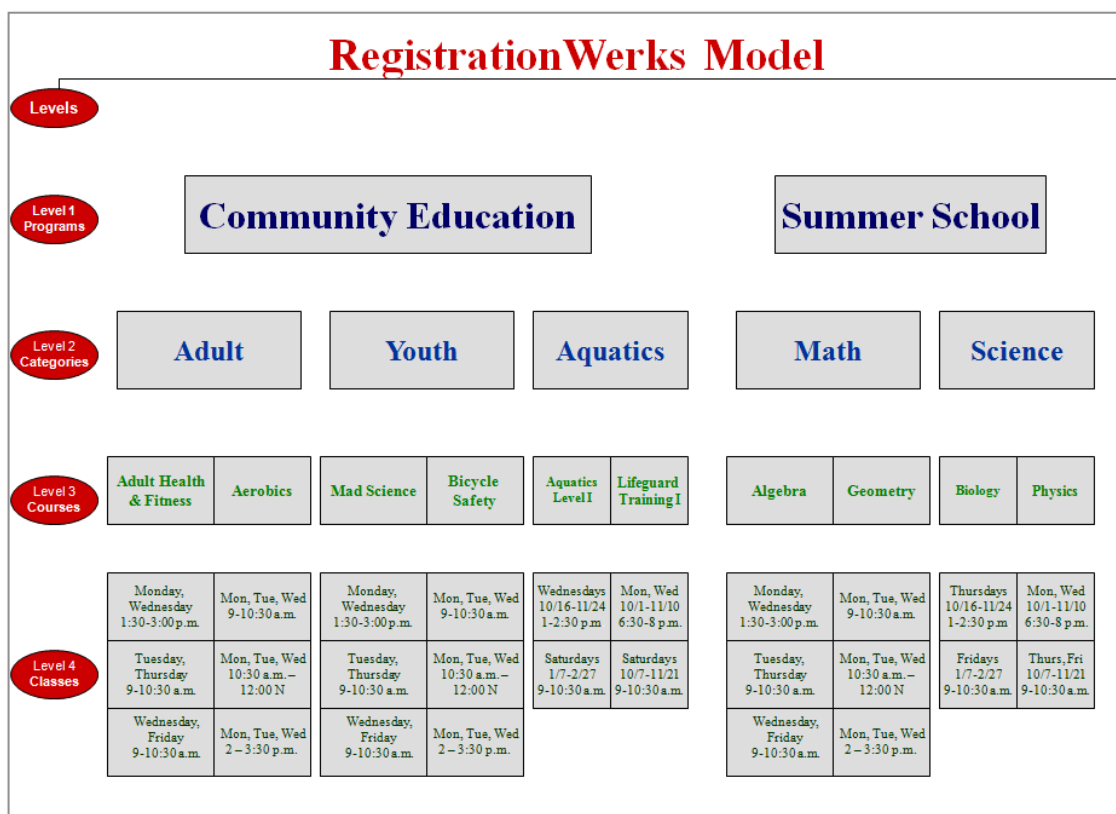 RegistrationWerks Model
Levels
Level 1
Programs
Community Education
Summer School
Level 2
Categories
Adult
Youth
Aquatics
Math
Science
Level 3
Courses
Adult Health
& Fitness
Aerobics
Mad Science
Bicycle
Safety
Aquatics
Level I
Lifeguard
Training I
Algebra
Geometry
Biology
Physics
Level 4
Classes
Monday,
Wednesday
1:30-3:00 p.m.
Mon, Tue, Wed
9-10:30 a.m.
Monday,
Wednesday
1:30-3:00 p.m.
Mon, Tue, Wed
9-10:30 a.m.
Wednesdays
10/16-11/24
1-2:30 p.m
Mon, Wed
10/1-11/10
6:30-8 p.m.
Monday,
Wednesday
1:30-3:00 p.m.
Mon, Tue, Wed
9-10:30 a.m.
Thursdays
10/16-11/24
1-2:30 p.m
Mon, Wed
10/1-11/10
6:30-8 p.m.
Tuesday,
Thursday
9-10:30 a.m.
Mon, Tue, Wed
10:30 a.m. –
12:00 N
Tuesday,
Thursday
9-10:30 a.m.
Mon, Tue, Wed
10:30 a.m. –
12:00 N
Saturdays
1/7-2/27
9-10:30 a.m.
Saturdays
10/7-11/21
9-10:30 a.m.
Tuesday,
Thursday
9-10:30 a.m.
Mon, Tue, Wed
10:30 a.m. –
12:00 N
Fridays
1/7-2/27
9-10:30 a.m.
Thurs, Fri
10/7-11/21
9-10:30 a.m.
Wednesday,
Friday
9-10:30 a.m.
Mon, Tue, Wed
2 – 3:30 p.m.
Wednesday,
Friday
9-10:30 a.m.
Mon, Tue, Wed
2 – 3:30 p.m.
Wednesday,
Friday
9-10:30 a.m.
Mon, Tue, Wed
2 – 3:30 p.m.